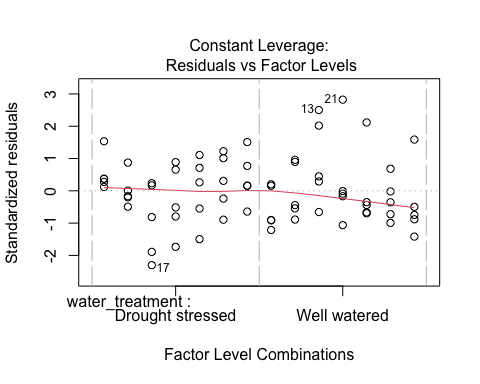 Constant Leverage:
Residuals vs Factor Levels
Standardized residuals
3
2
1
0
-1
-2
13
21
17
water_treatment :
Drought stressed
Well watered
Factor Level Combinations